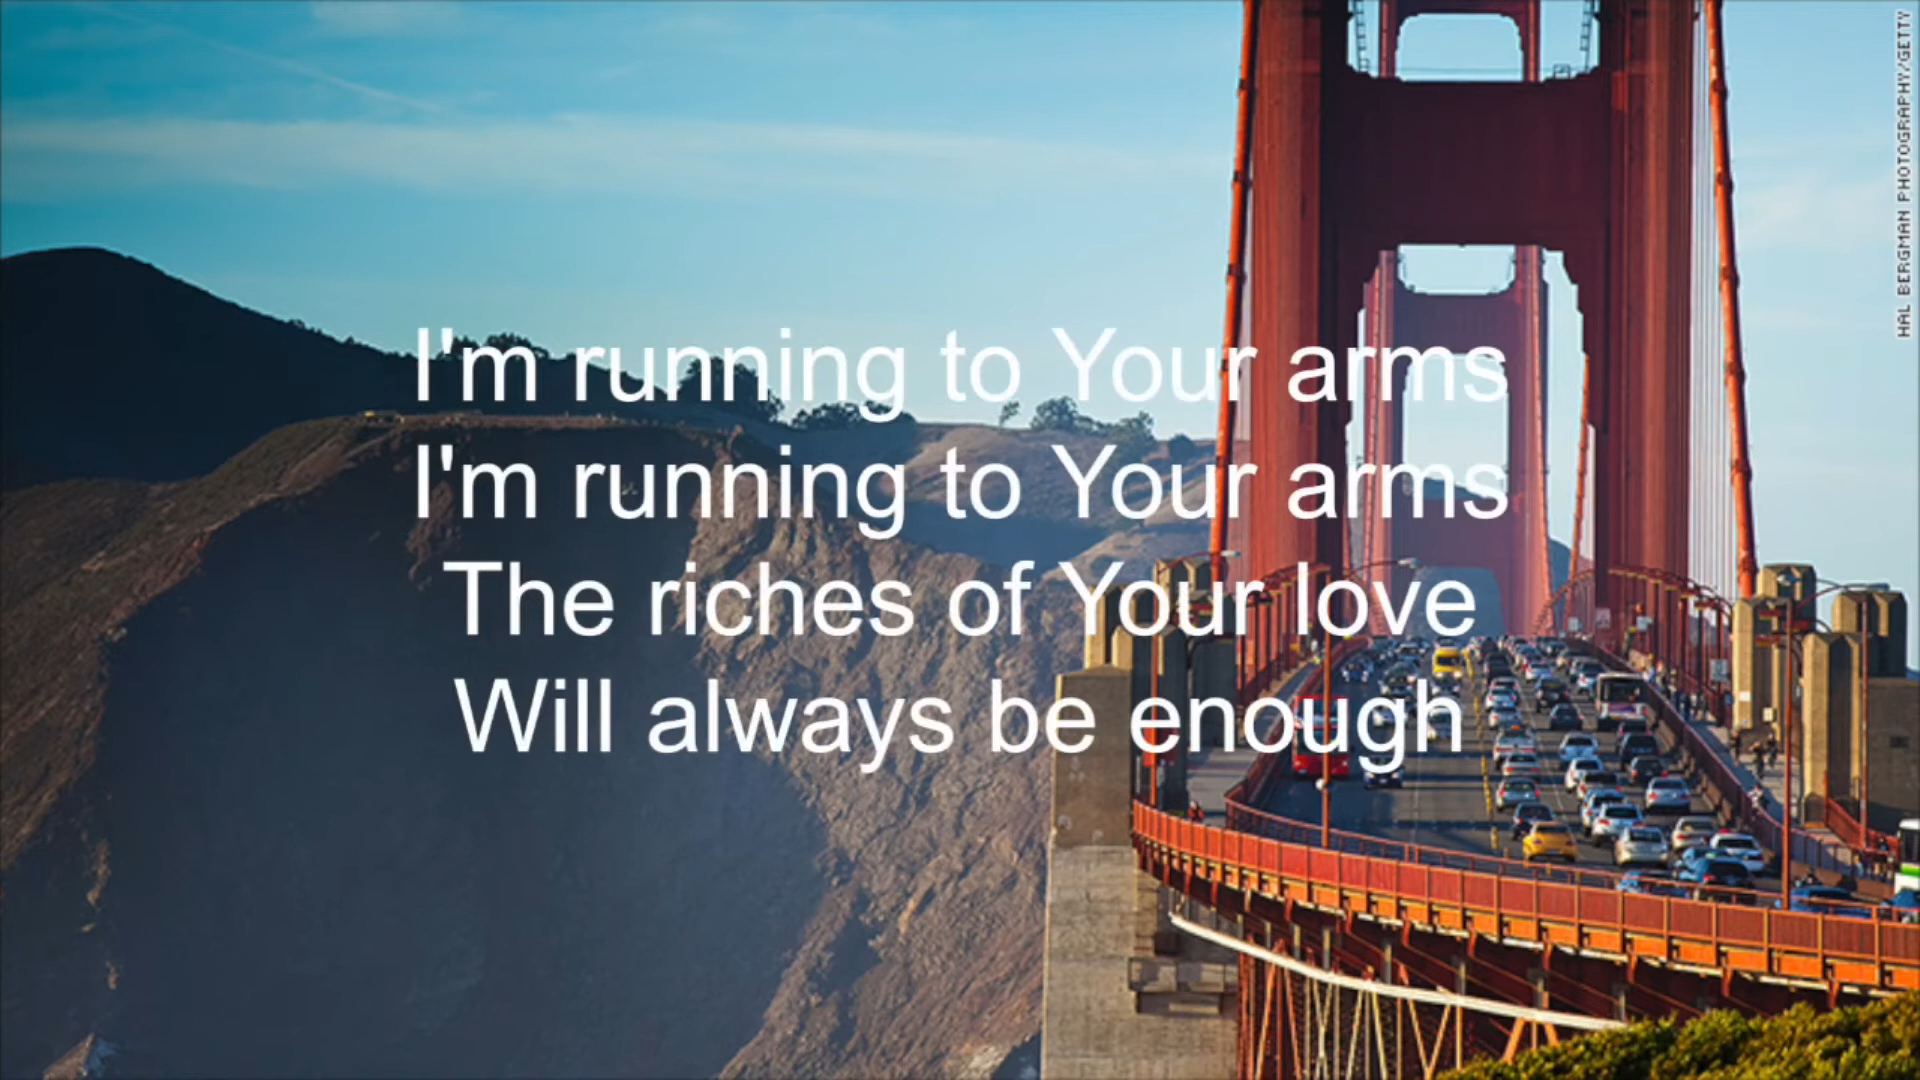 I'm running to Your arms
I'm running to Your arms
The riches of Your love
Will always be enough
HAL BERGMAN PHOTOGRAPHY/GETTY